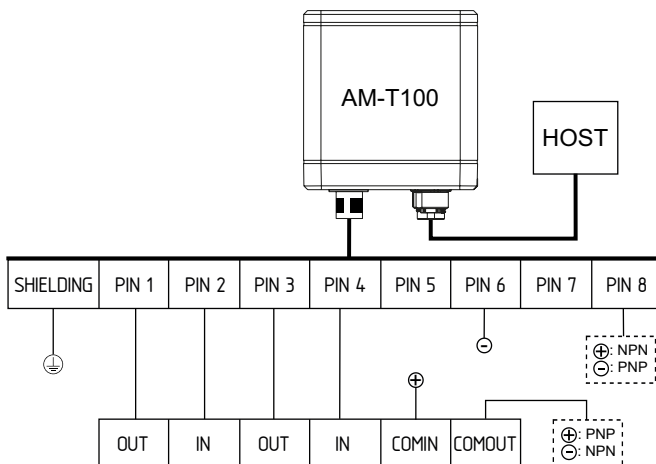 AM-T100
HOST
SHIELDING PIN 1 PIN 2 PIN 3 PIN 4 PIN 5 PIN 6 PIN 7 PIN 8
⊖
⊕: NPN
⊖: PNP
⊕
OUT IN OUT IN COMIN COMOUT
⊕: PNP
⊖: NPN